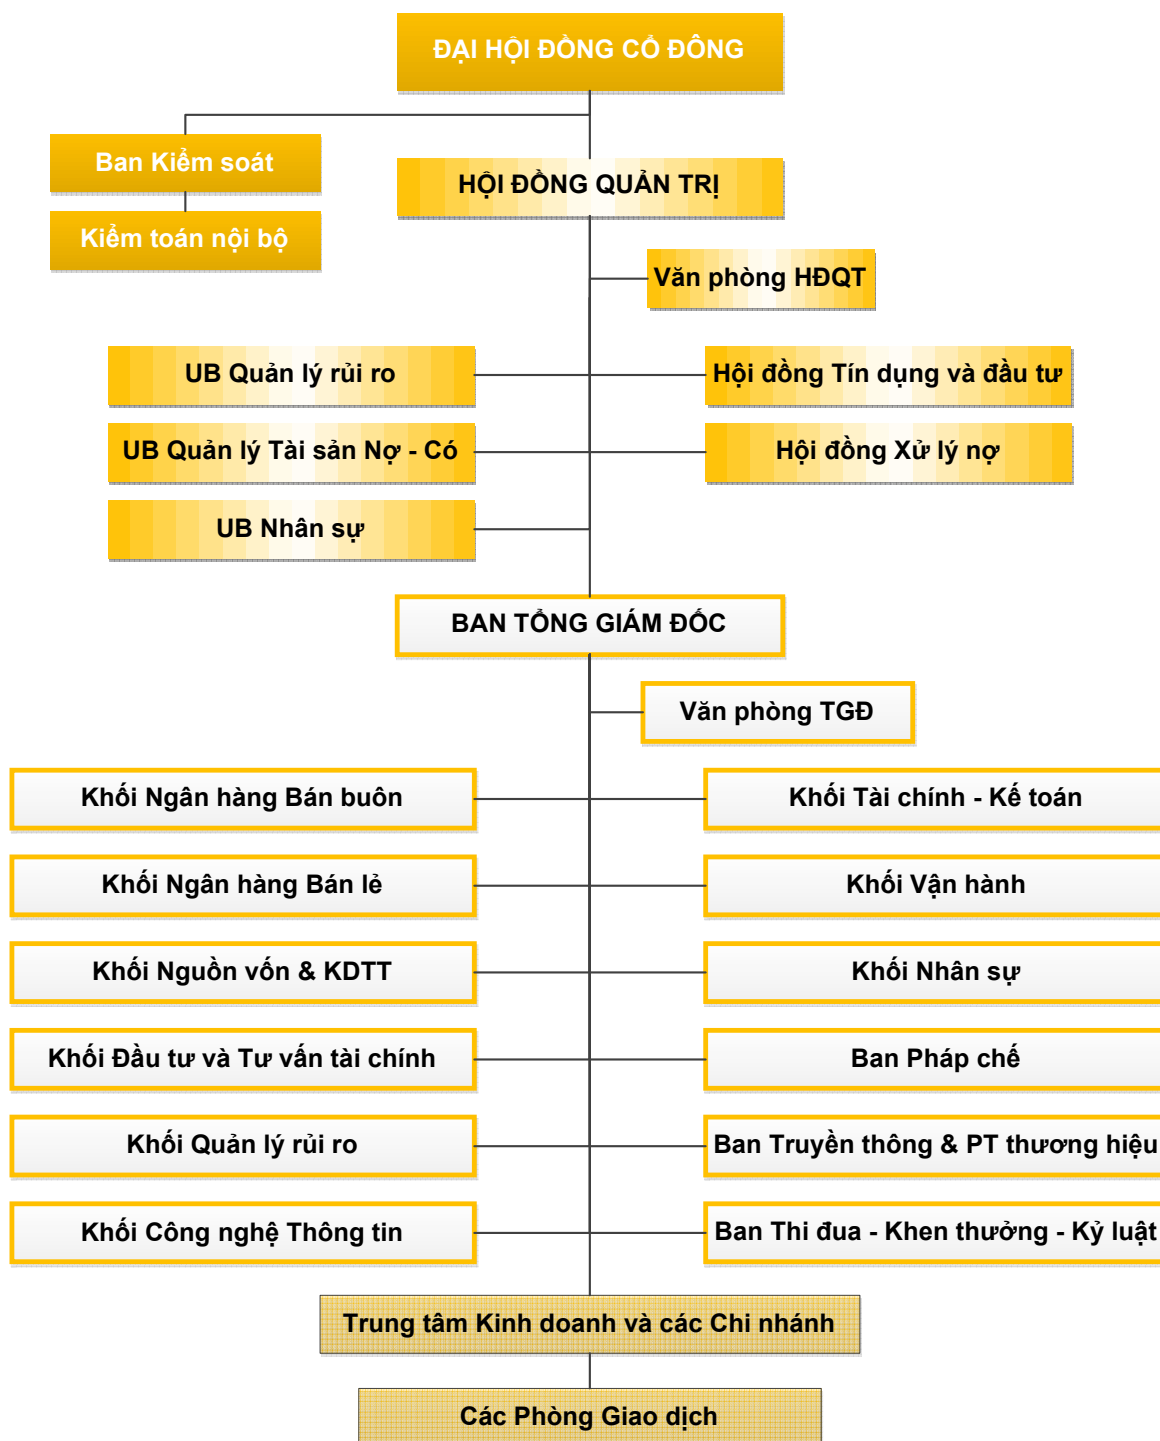 ĐẠI HỘI ĐỒNG CỔ ĐÔNG
Ban Kiểm soát
HỘI ĐỒNG QUẢN TRỊ
Kiểm toán nội bộ
Văn phòng HĐQT
UB Quản lý rủi ro
Hội đồng Tín dụng và đầu tư
UB Quản lý Tài sản Nợ - Có
Hội đồng Xử lý nợ
UB Nhân sự
BAN TỔNG GIÁM ĐỐC
Văn phòng TGĐ
Khối Ngân hàng Bán buôn
Khối Tài chính - Kế toán
Khối Ngân hàng Bán lẻ
Khối Vận hành
Khối Nguồn vốn & KDTT
Khối Nhân sự
Khối Đầu tư và Tư vấn tài chính
Ban Pháp chế
Khối Quản lý rủi ro
Ban Truyền thông & PT thương hiệu
Khối Công nghệ Thông tin
Ban Thi đua - Khen thưởng - Kỷ luật
Trung tâm Kinh doanh và các Chi nhánh
Các Phòng Giao dịch